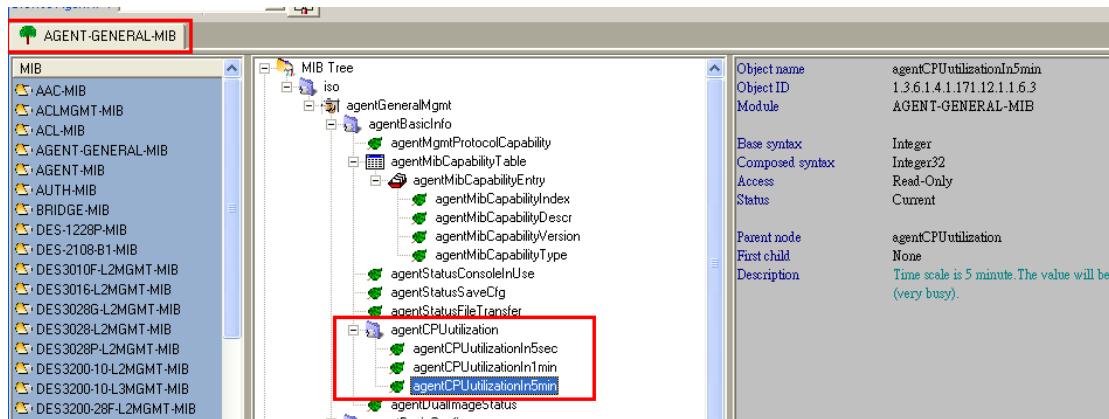 AGENT-GENERAL-MIB
MIB
AAC-MIB
ACLMGMT-MIB
ACL-MIB
AGENT-GENERAL-MIB
AGENT-MIB
AUTH-MIB
BRIDGE-MIB
DES-1228P-MIB
DES-2108-B1-MIB
DES3010F-L2MGMT-MIB
DES3016-L2MGMT-MIB
DES3028G-L2MGMT-MIB
DES3028-L2MGMT-MIB
DES3028P-L2MGMT-MIB
DES3200-10-L2MGMT-MIB
DES3200-10-L3MGMT-MIB
DES3200-28F-L2MGMT-MIB
MIB Tree
iso
agentGeneralMgmt
agentBasicInfo
agentMgmtProtocolCapability
agentMibCapabilityTable
agentMibCapabilityEntry
agentMibCapabilityIndex
agentMibCapabilityDescr
agentMibCapabilityVersion
agentMibCapabilityType
agentStatusConsoleInUse
agentStatusSaveCfg
agentStatusFileTransfer
agentCPUutilization
agentCPUutilizationIn5sec
agentCPUutilizationIn1min
agentCPUutilizationIn5min
agentDualImageStatus
Object name agentCPUutilizationIn5min
Object ID 1.3.6.1.4.1.171.12.1.1.6.3
Module AGENT-GENERAL-MIB
Base syntax Integer
Composed syntax Integer32
Access Read-Only
Status Current
Parent node agentCPUutilization
First child None
Description Time scale is 5 minute.The value will be
(very busy).